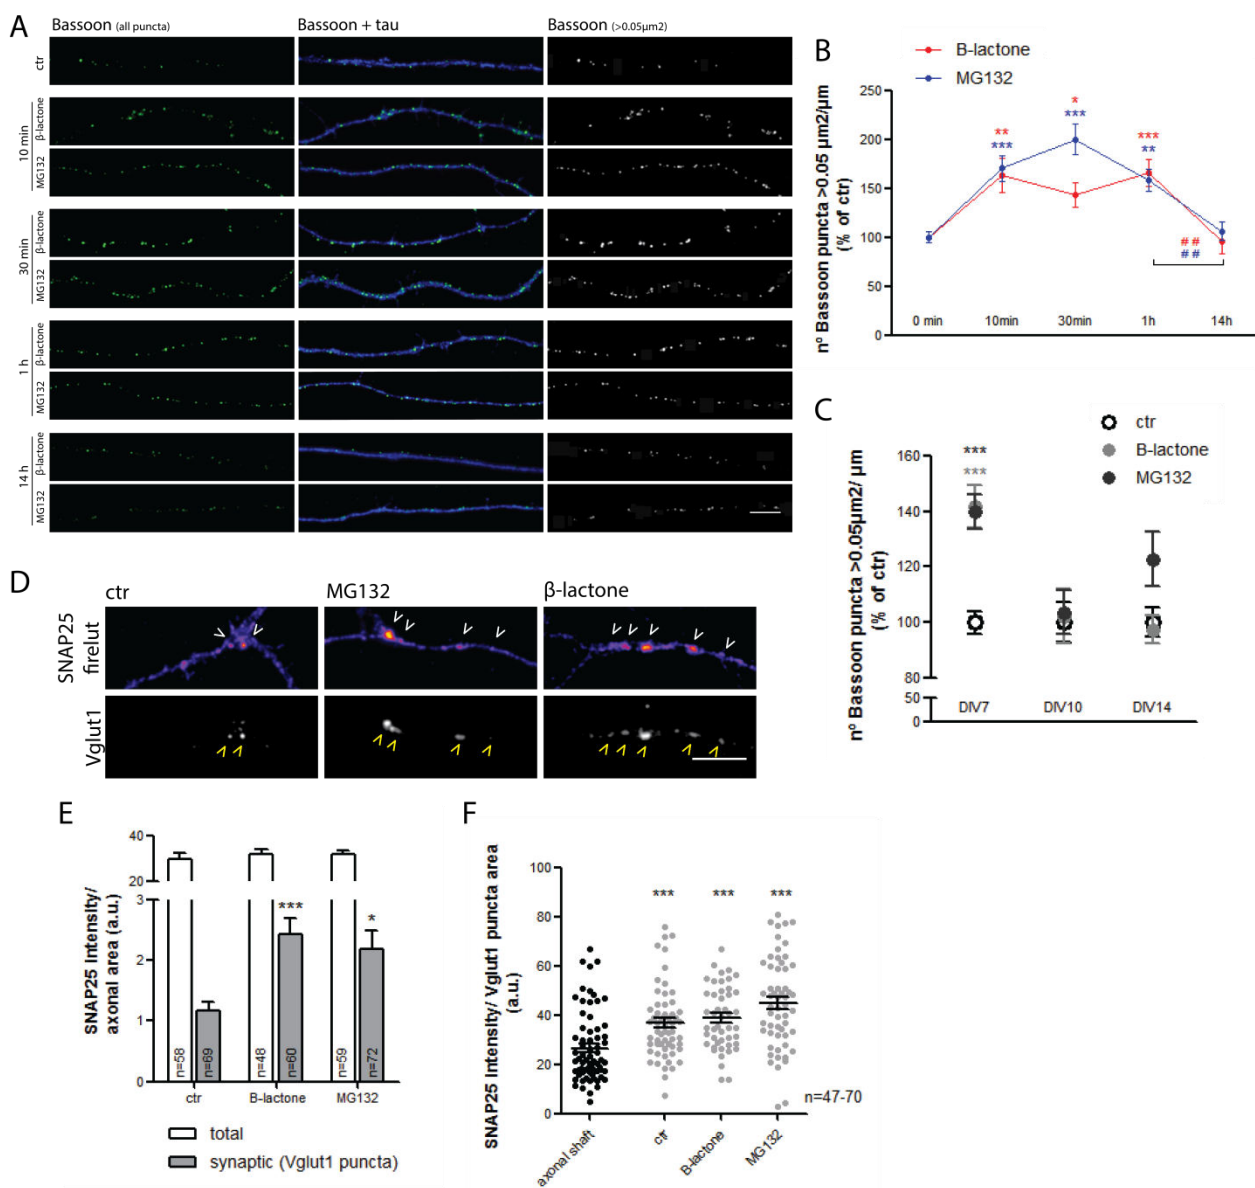 A
Bassoon (all puncta)
Bassoon + tau
Bassoon (>0.05µm2)
ctr
10 min
β-lactone
MG132
30 min
β-lactone
MG132
1 h
β-lactone
MG132
14 h
β-lactone
MG132
B
B-lactone
MG132
nº Bassoon puncta >0.05 µm2/µm
(% of ctr)
250
200
150
100
50
0
*
***
**
***
***
**
##
##
0 min
10min
30min
1h
14h
C
ctr
B-lactone
MG132
nº Bassoon puncta >0.05µm2/ µm
(% of ctr)
160
140
120
100
80
50
0
***
***
DIV7
DIV10
DIV14
D
ctr
MG132
β-lactone
SNAP25
firelut
Vglut1
E
SNAP25 Intensity/
axonal area (a.u.)
40
20
3
2
1
0
***
*
n=58
n=69
n=48
n=60
n=59
n=72
ctr
B-lactone
MG132
total
synaptic (Vglut1 puncta)
F
SNAP25 Intensity/ Vglut1 puncta area
(a.u.)
100
80
60
40
20
0
***
***
***
n=47-70
axonal shaft
ctr
B-lactone
MG132